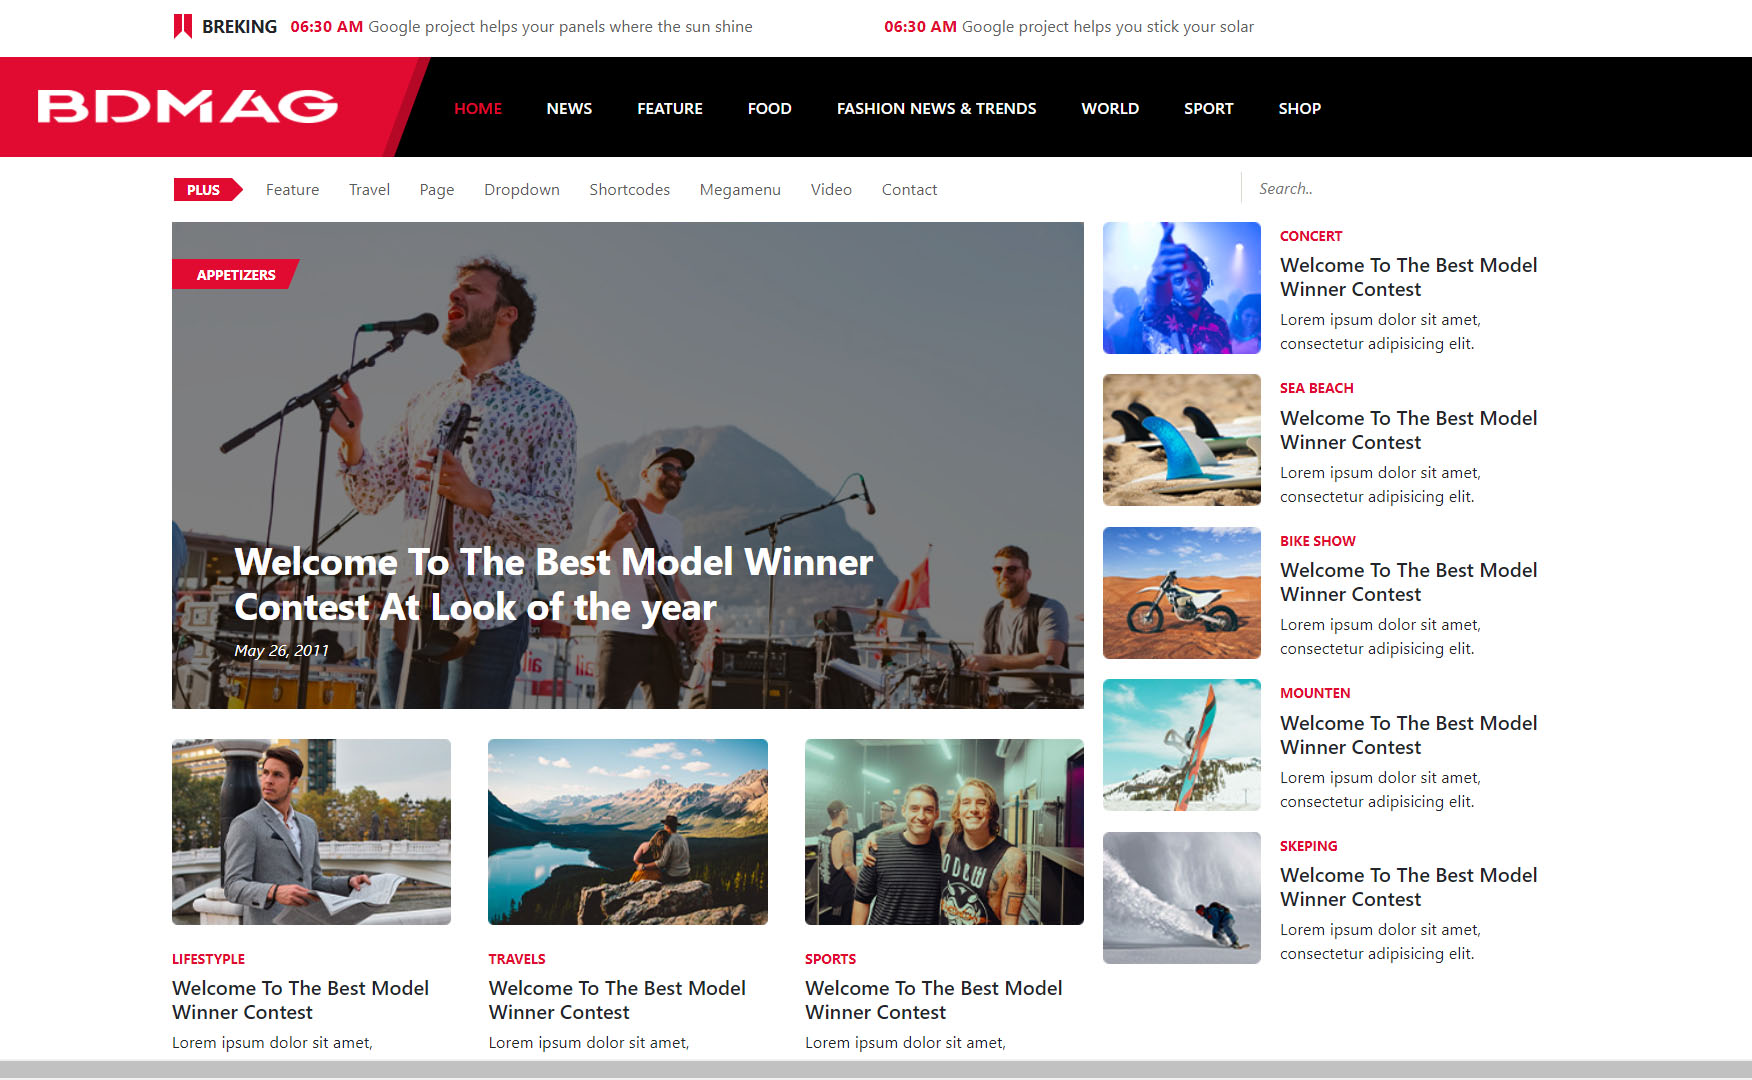 BREKING 06:30 AM Google project helps your panels where the sun shine 06:30 AM Google project helps you stick your solar
BDMAG
HOME NEWS FEATURE FOOD FASHION NEWS & TRENDS WORLD SPORT SHOP
PLUS Feature Travel Page Dropdown Shortcodes Megamenu Video Contact Search..
APPETIZERS
Welcome To The Best Model Winner
Contest At Look of the year
May 26, 2011
CONCERT
Welcome To The Best Model
Winner Contest
Lorem ipsum dolor sit amet,
consectetur adipisicing elit.
SEA BEACH
Welcome To The Best Model
Winner Contest
Lorem ipsum dolor sit amet,
consectetur adipisicing elit.
BIKE SHOW
Welcome To The Best Model
Winner Contest
Lorem ipsum dolor sit amet,
consectetur adipisicing elit.
MOUNTEN
Welcome To The Best Model
Winner Contest
Lorem ipsum dolor sit amet,
consectetur adipisicing elit.
SKEPING
Welcome To The Best Model
Winner Contest
Lorem ipsum dolor sit amet,
consectetur adipisicing elit.
LIFESTYPLE
Welcome To The Best Model
Winner Contest
Lorem ipsum dolor sit amet,
TRAVELS
Welcome To The Best Model
Winner Contest
Lorem ipsum dolor sit amet,
SPORTS
Welcome To The Best Model
Winner Contest
Lorem ipsum dolor sit amet,